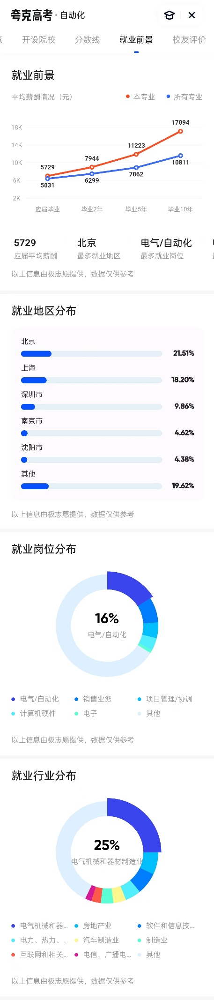 夸克高考 · 自动化
开设院校 分数线 就业前景 校友评价
就业前景
平均薪酬情况（元） 本专业 所有专业
18K
14K
10K
6K
2K
5729 7944 11223 17094
5031 6299 7862 10811
应届毕业 毕业2年 毕业5年 毕业10年
5729 北京 电气/自动化
应届平均薪酬 最多就业地区 最多就业岗位
以上信息由极志愿提供，数据仅供参考
就业地区分布
北京
21.51%
上海
18.20%
深圳市
9.86%
南京市
4.62%
沈阳市
4.38%
其他
19.62%
以上信息由极志愿提供，数据仅供参考
就业岗位分布
16%
电气/自动化
电气/自动化 销售业务 项目管理/协调
计算机硬件 电子 其他
以上信息由极志愿提供，数据仅供参考
就业行业分布
25%
电气机械和器材制造业
电气机械和器... 房地产业 软件和信息技...
电力、热力、... 汽车制造业 制造业
互联网和相关... 电信、广播电... 其他
以上信息由极志愿提供，数据仅供参考